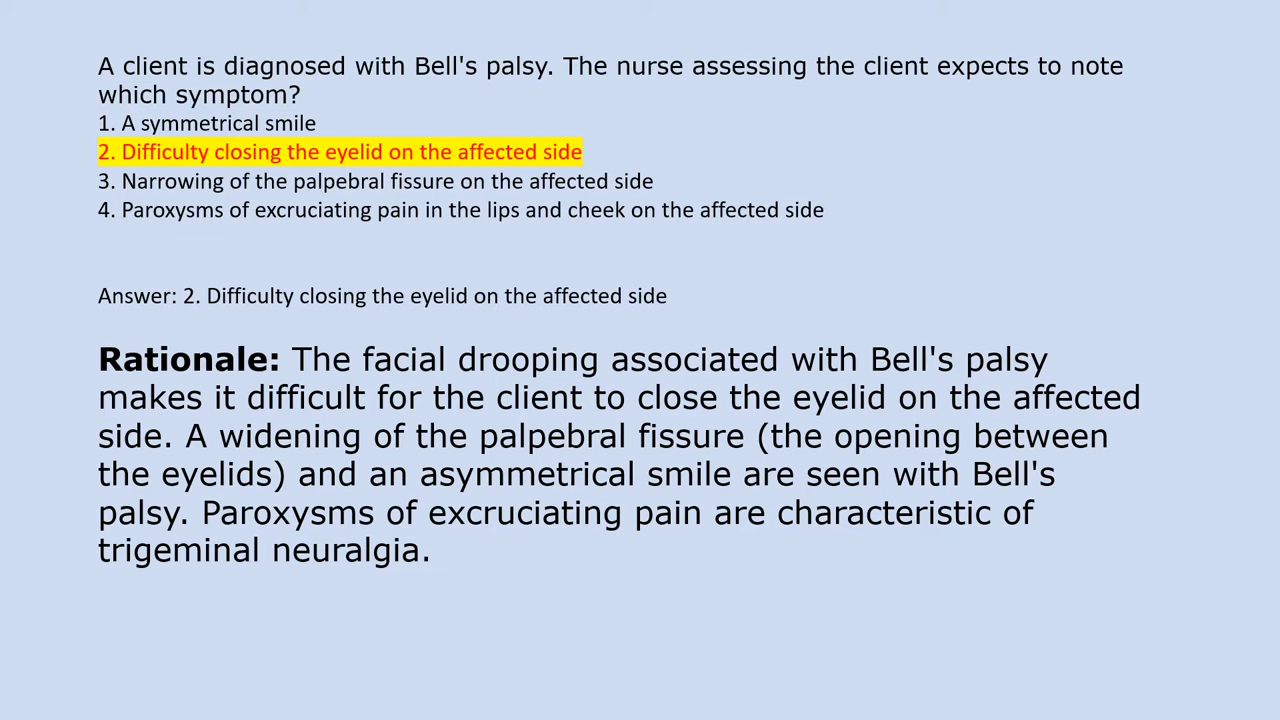 A client is diagnosed with Bell's palsy. The nurse assessing the client expects to note
which symptom?
1. A symmetrical smile
2. Difficulty closing the eyelid on the affected side
3. Narrowing of the palpebral fissure on the affected side
4. Paroxysms of excruciating pain in the lips and cheek on the affected side
Answer: 2. Difficulty closing the eyelid on the affected side
Rationale: The facial drooping associated with Bell's palsy
makes it difficult for the client to close the eyelid on the affected
side. A widening of the palpebral fissure (the opening between
the eyelids) and an asymmetrical smile are seen with Bell's
palsy. Paroxysms of excruciating pain are characteristic of
trigeminal neuralgia.